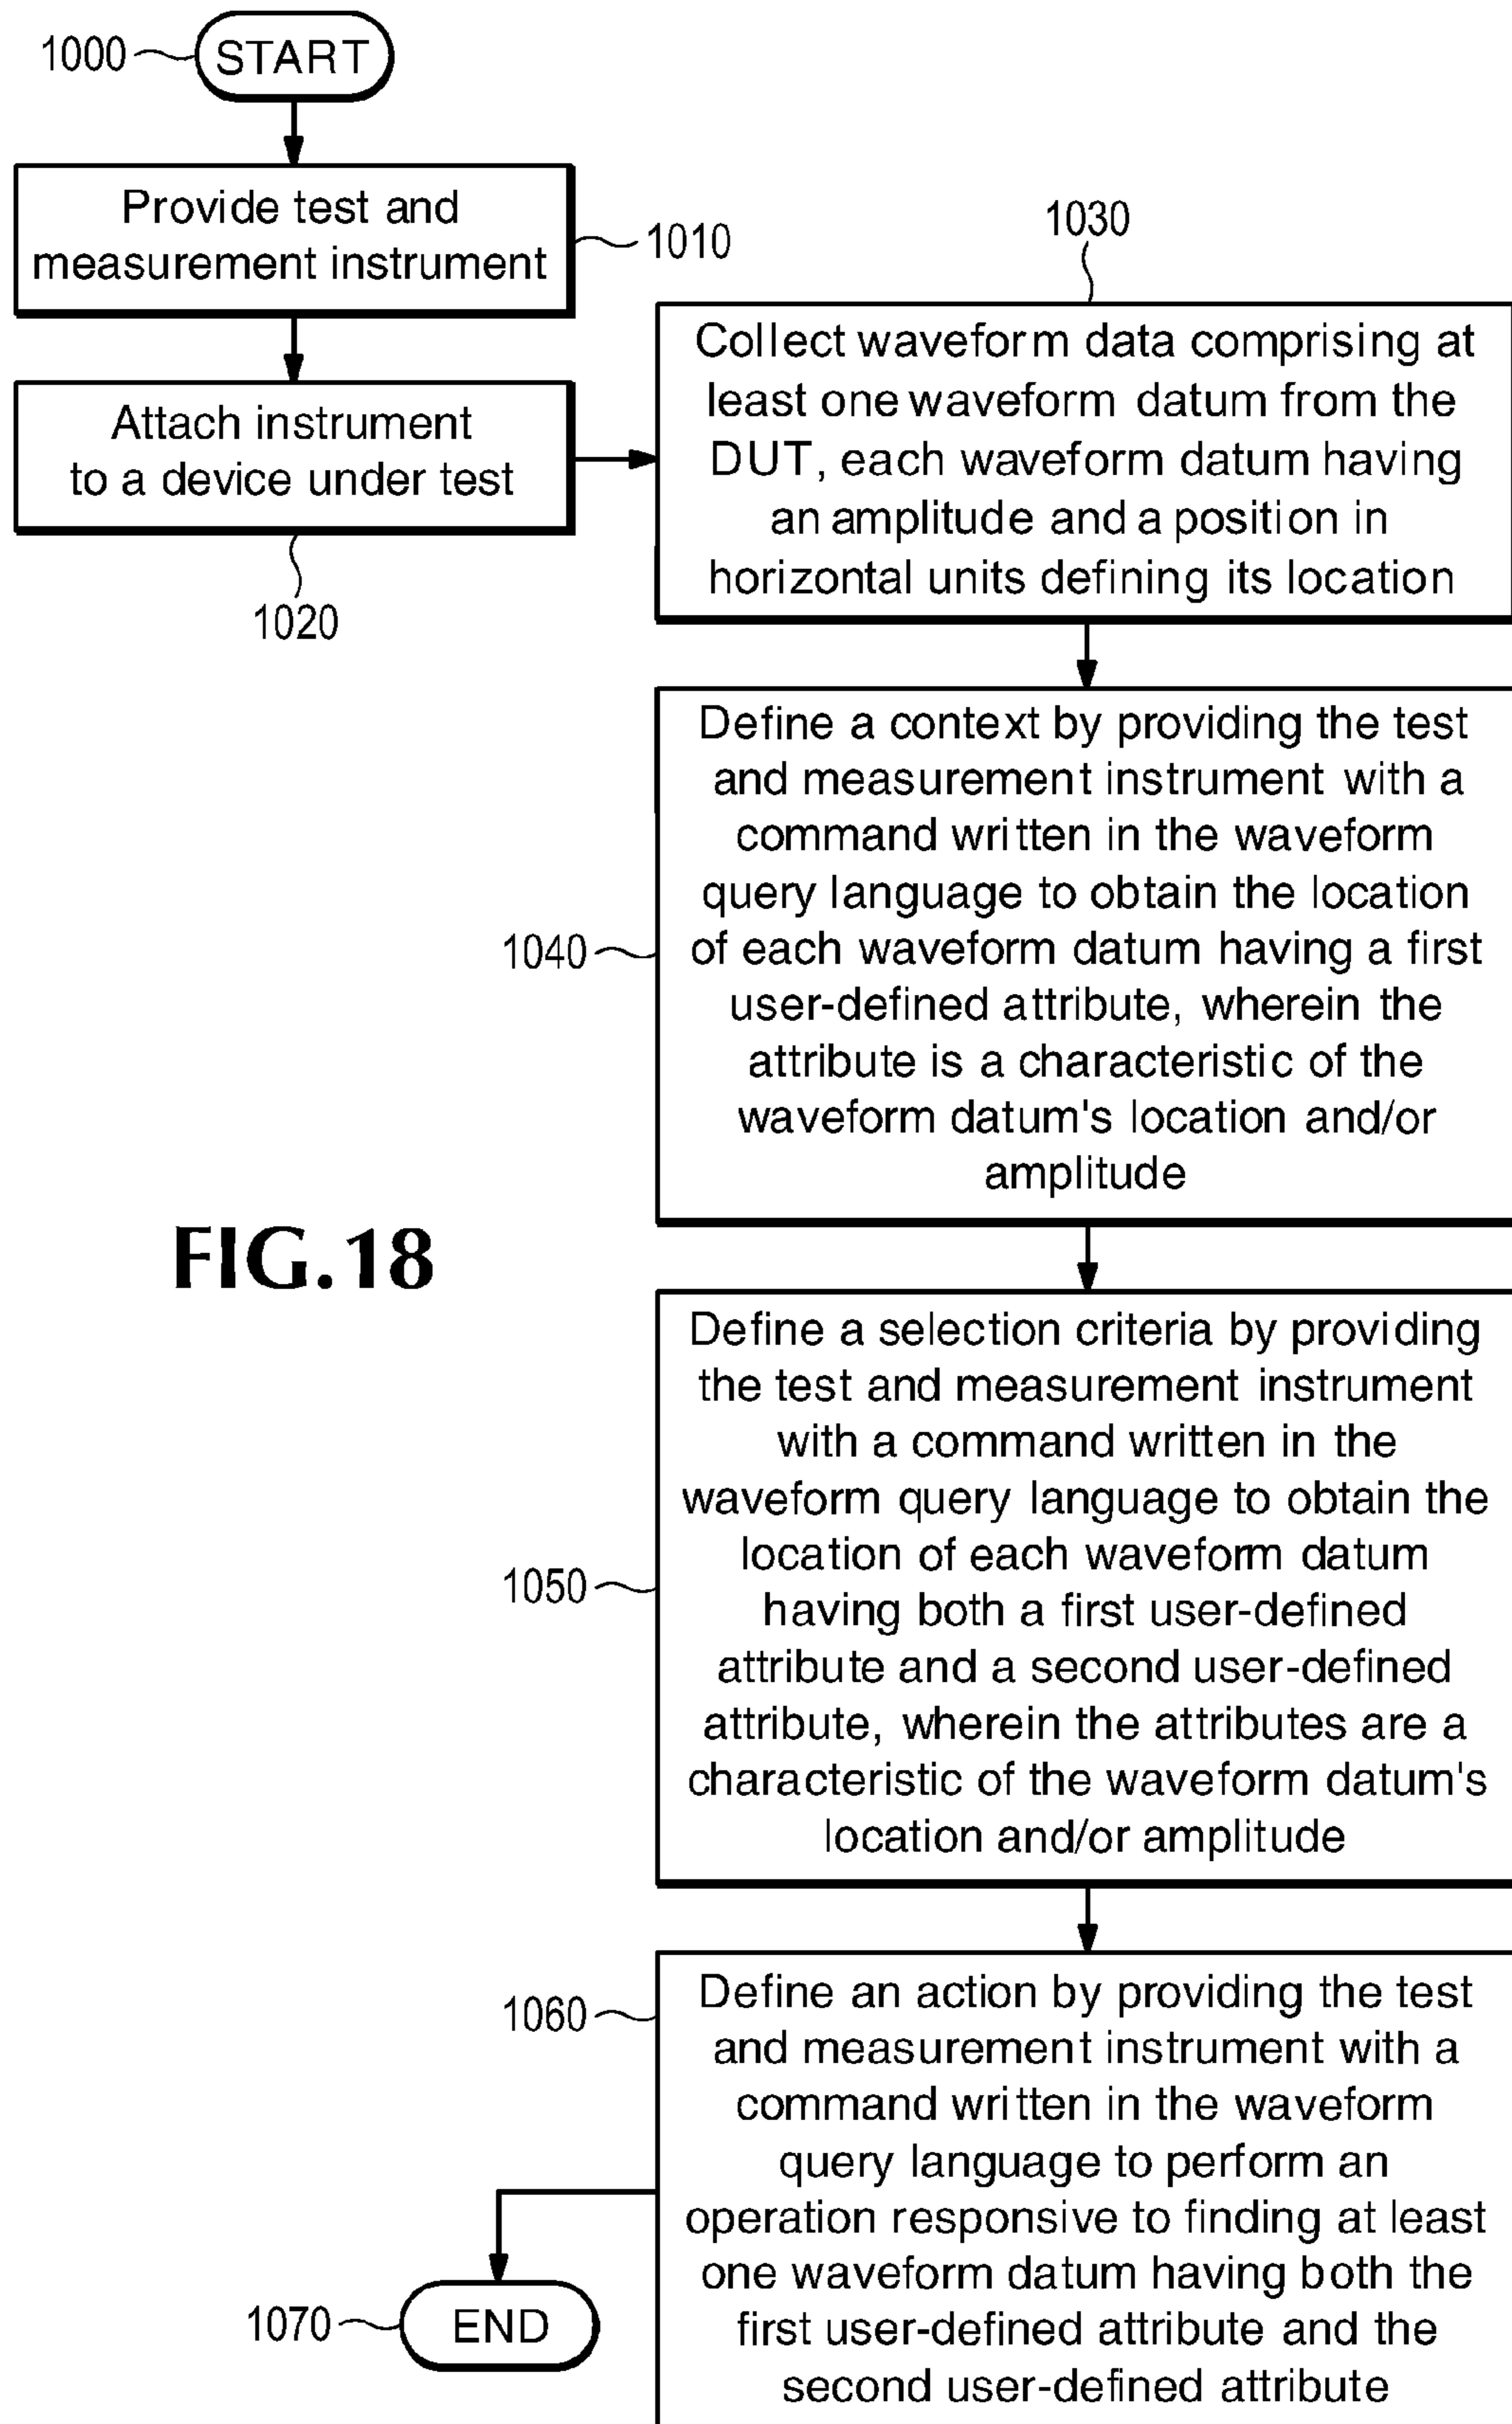 1000
START
Provide test and
measurement instrument
1010
Attach instrument
to a device under test
1020
1030
Collect waveform data comprising at
least one waveform datum from the
DUT, each waveform datum having
an amplitude and a position in
horizontal units defining its location
1040
Define a context by providing the test
and measurement instrument with a
command written in the waveform
query language to obtain the location
of each waveform datum having a first
user-defined attribute, wherein the
attribute is a characteristic of the
waveform datum's location and/or
amplitude
FIG.18
1050
Define a selection criteria by providing
the test and measurement instrument
with a command written in the
waveform query language to obtain the
location of each waveform datum
having both a first user-defined
attribute and a second user-defined
attribute, wherein the attributes are a
characteristic of the waveform datum's
location and/or amplitude
1060
Define an action by providing the test
and measurement instrument with a
command written in the waveform
query language to perform an
operation responsive to finding at least
one waveform datum having both the
first user-defined attribute and the
second user-defined attribute
1070
END